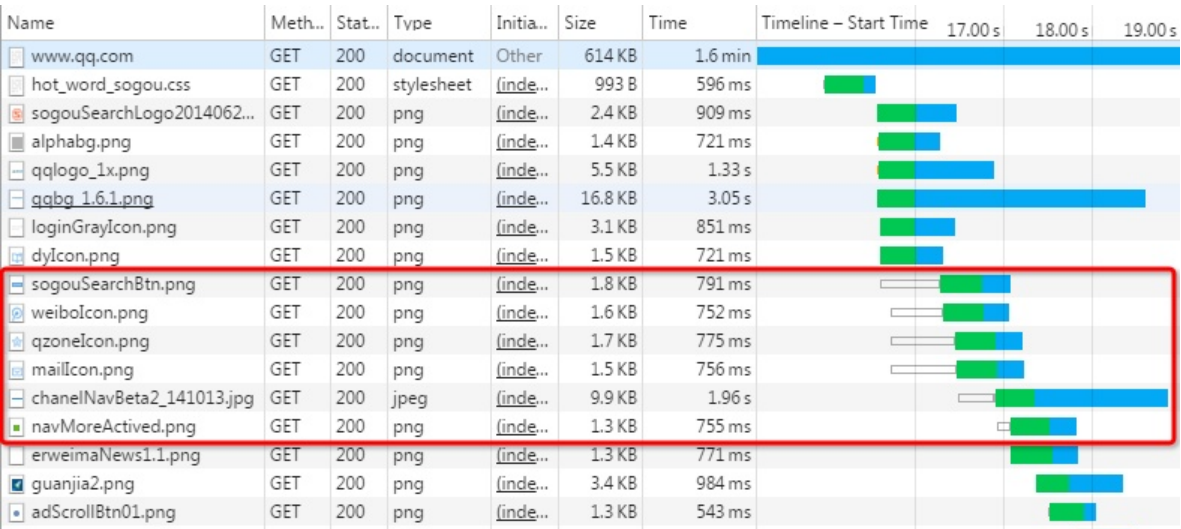 Name Meth... Stat... Type Initia... Size Time Timeline – Start Time 17.00 s 18.00 s 19.00 s
www.qq.com GET 200 document Other 614 KB 1.6 min
hot_word_sogou.css GET 200 stylesheet (inde... 993 B 596 ms
sogouSearchLogo2014062... GET 200 png (inde... 2.4 KB 909 ms
alphabg.png GET 200 png (inde... 1.4 KB 721 ms
qqlogo_1x.png GET 200 png (inde... 5.5 KB 1.33 s
qqbg_1.6.1.png GET 200 png (inde... 16.8 KB 3.05 s
loginGrayIcon.png GET 200 png (inde... 3.1 KB 851 ms
dyIcon.png GET 200 png (inde... 1.5 KB 721 ms
sogouSearchBtn.png GET 200 png (inde... 1.8 KB 791 ms
weiboIcon.png GET 200 png (inde... 1.6 KB 752 ms
qzoneIcon.png GET 200 png (inde... 1.7 KB 775 ms
mailIcon.png GET 200 png (inde... 1.5 KB 756 ms
chanelNavBeta2_141013.jpg GET 200 jpeg (inde... 9.9 KB 1.96 s
navMoreActived.png GET 200 png (inde... 1.3 KB 755 ms
erweimaNews1.1.png GET 200 png (inde... 1.3 KB 771 ms
guanjia2.png GET 200 png (inde... 3.4 KB 984 ms
adScrollBtn01.png GET 200 png (inde... 1.3 KB 543 ms